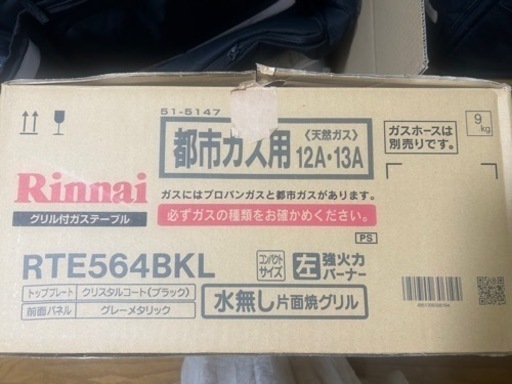 51-5147
都市ガス用
〈天然ガス〉
12A・13A
9
kg
ガスホースは
別売りです。
Rinnai
グリル付ガステーブル
ガスにはプロパンガスと都市ガスがあります。
必ずガスの種類をお確かめください。
PS
RTE564BKL
コンパクト
サイズ
左
強火力
バーナー
トッププレート クリスタルコート(ブラック)
前面パネル グレーメタリック
水無し片面焼グリル